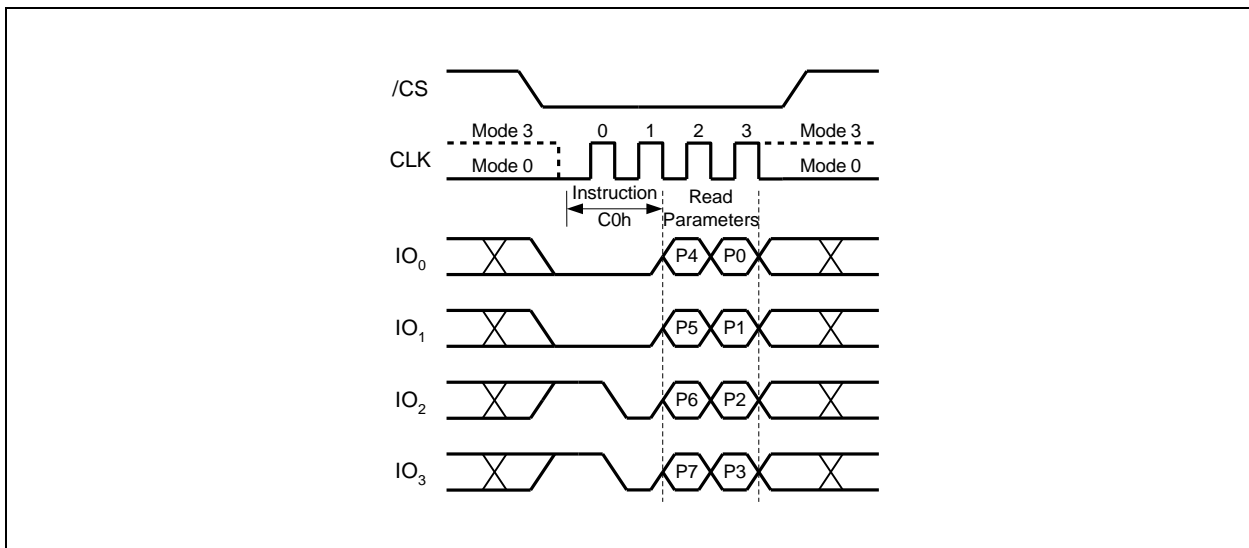 /CS
Mode 3 0 1 2 3 Mode 3
CLK
Mode 0 Mode 0
Instruction Read
C0h Parameters
IO0 P4 P0
IO1 P5 P1
IO2 P6 P2
IO3 P7 P3